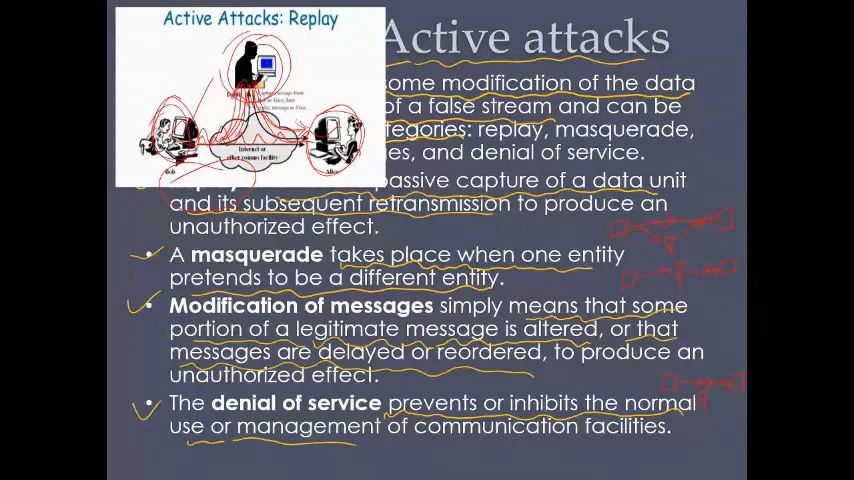 Active Attacks: Replay
Bob
Internet or
other comms facility
Alice
Active attacks
some modification of the data
of a false stream and can be
categories: replay, masquerade,
and denial of service.
passive capture of a data unit
and its subsequent retransmission to produce an
unauthorized effect.
• A masquerade takes place when one entity
pretends to be a different entity.
• Modification of messages simply means that some
portion of a legitimate message is altered, or that
messages are delayed or reordered, to produce an
unauthorized effect.
• The denial of service prevents or inhibits the normal
use or management of communication facilities.